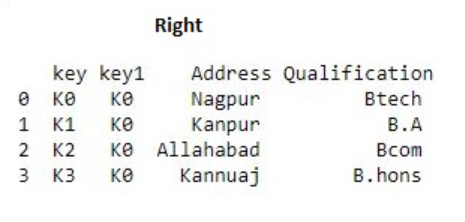 Right
key key1 Address Qualification
0 K0 K0 Nagpur Btech
1 K1 K0 Kanpur B.A
2 K2 K0 Allahabad Bcom
3 K3 K0 Kannuaj B.hons